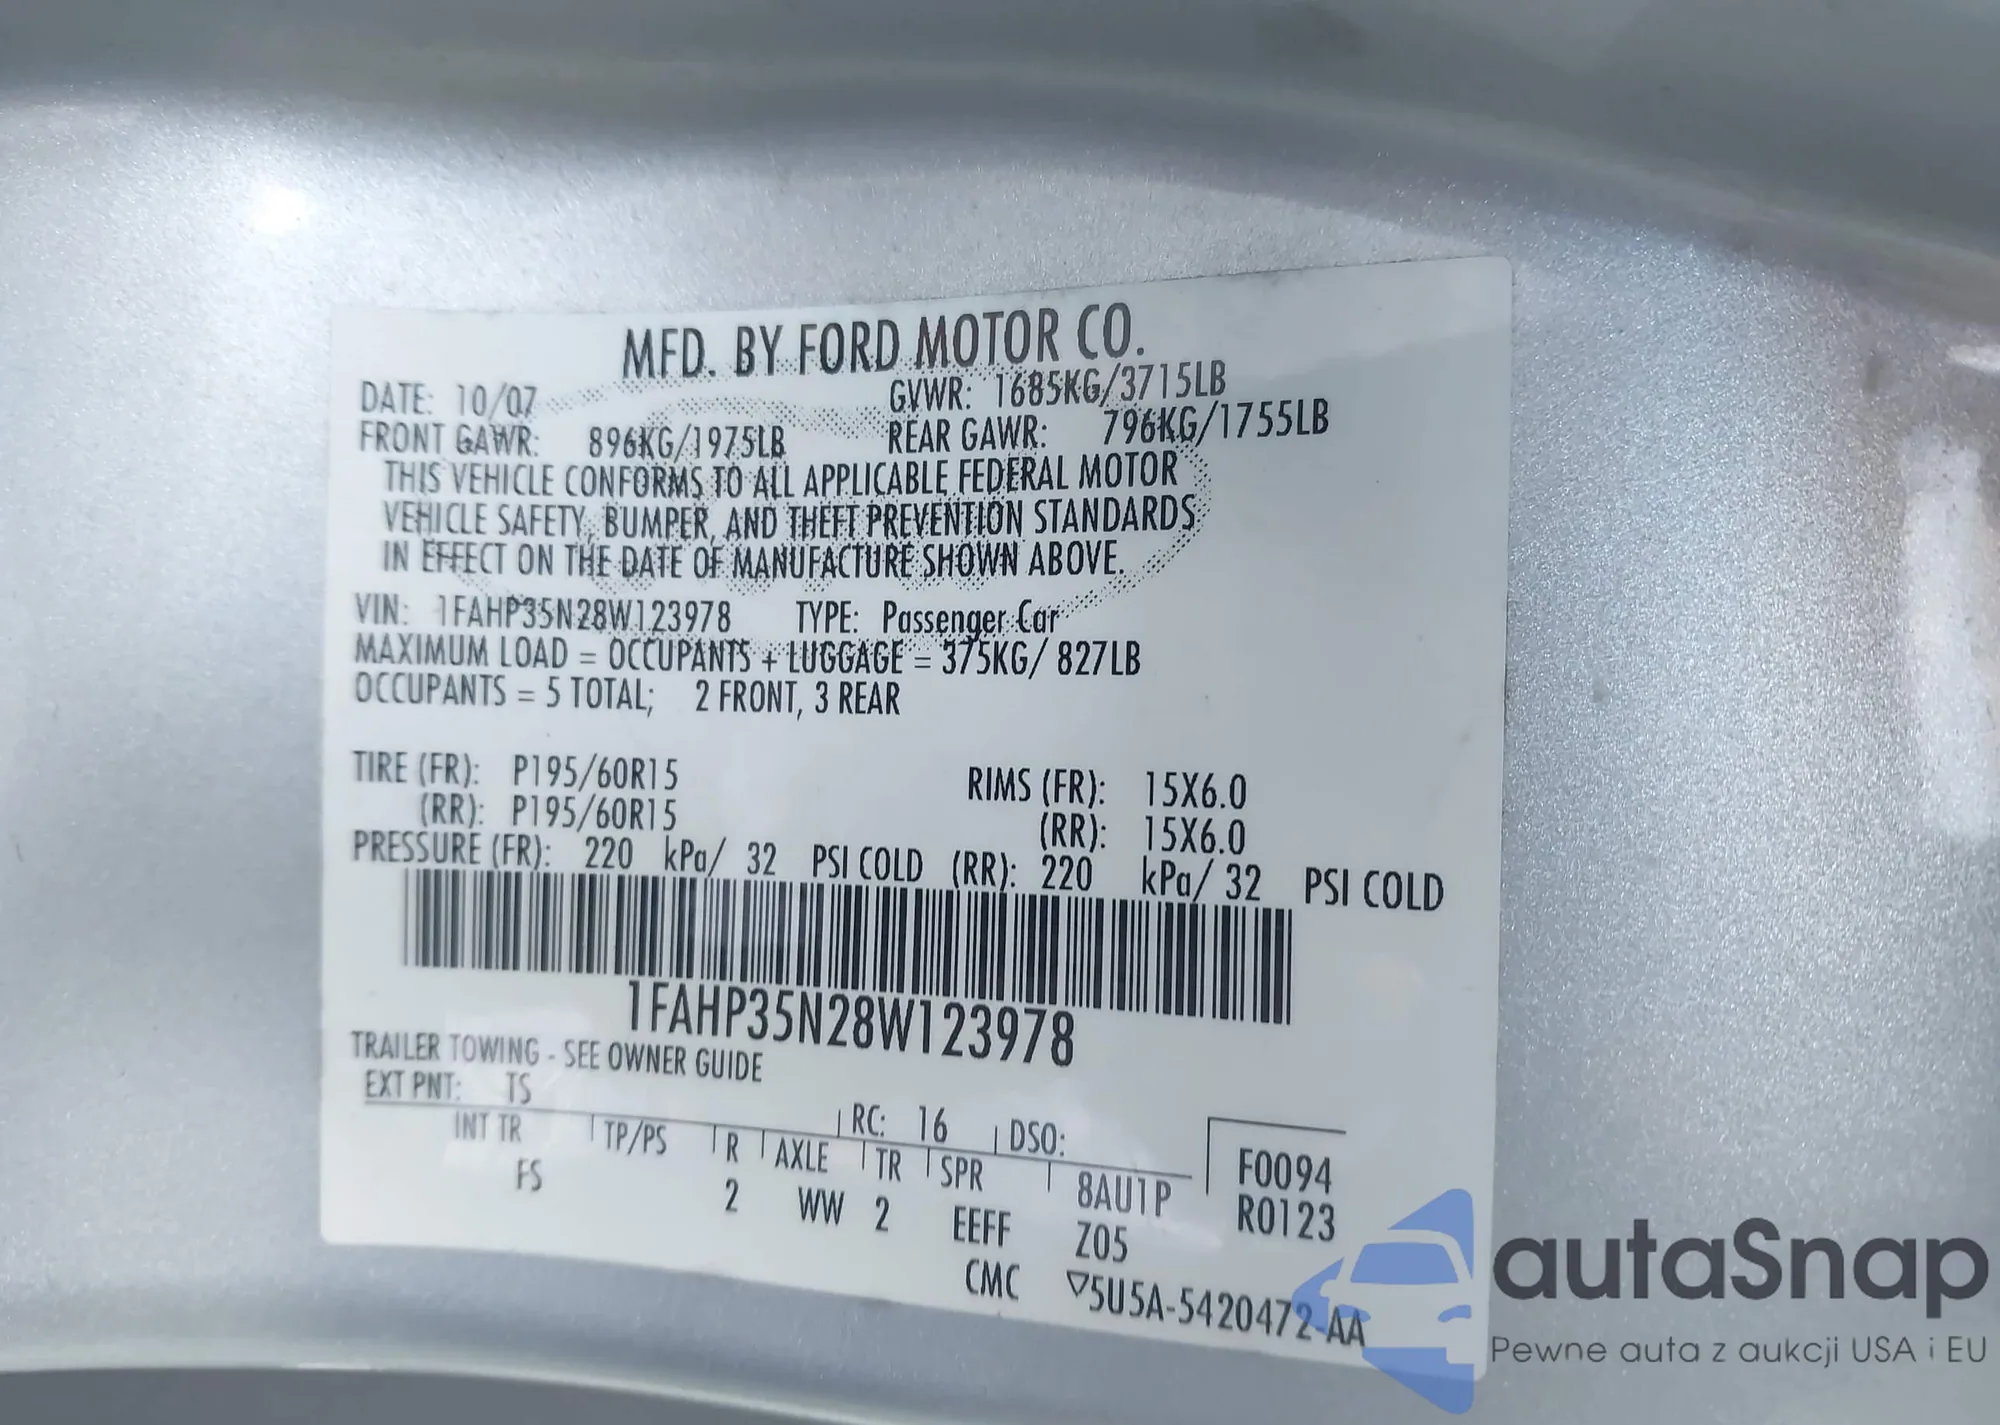 MFD. BY FORD MOTOR CO.
DATE: 10/07 GVWR: 1685KG/3715LB
FRONT GAWR: 896KG/1975LB REAR GAWR: 796KG/1755LB
THIS VEHICLE CONFORMS TO ALL APPLICABLE FEDERAL MOTOR
VEHICLE SAFETY, BUMPER, AND THEFT PREVENTION STANDARDS
IN EFFECT ON THE DATE OF MANUFACTURE SHOWN ABOVE.
VIN: 1FAHP35N28W123978 TYPE: Passenger Car
MAXIMUM LOAD = OCCUPANTS + LUGGAGE = 375KG/ 827LB
OCCUPANTS = 5 TOTAL; 2 FRONT, 3 REAR
TIRE (FR): P195/60R15 RIMS (FR): 15X6.0
(RR): P195/60R15 (RR): 15X6.0
PRESSURE (FR): 220 kPa/ 32 PSI COLD (RR): 220 kPa/ 32 PSI COLD
1FAHP35N28W123978
TRAILER TOWING - SEE OWNER GUIDE
EXT PNT: TS RC: 16 DSO:
INT TR TP/PS R AXLE TR SPR 8AU1P F0094
FS 2 WW 2 EEFF Z05 R0123
CMC ▽5U5A-5420472-AA
autaSnap
Pewne auta z aukcji USA i EU